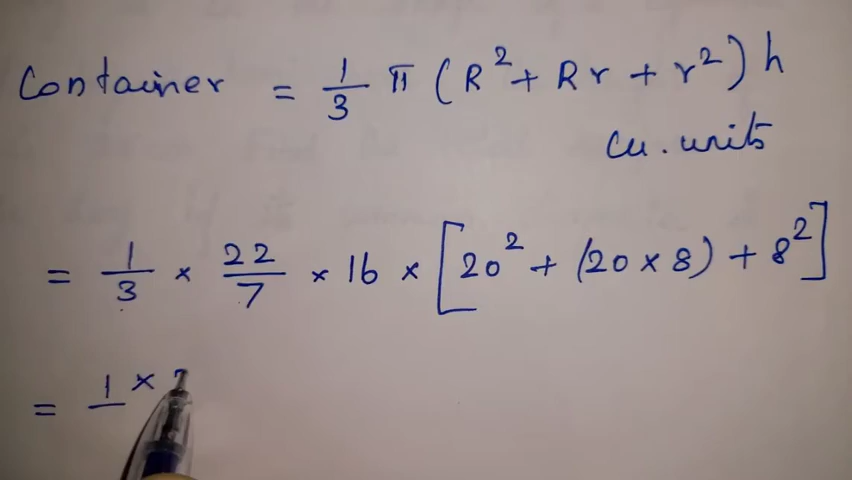 Container = 1/3 π (R² + Rr + r²) h
cu. units
= 1/3 × 22/7 × 16 × [20² + (20 × 8) + 8²]
= 1 ×